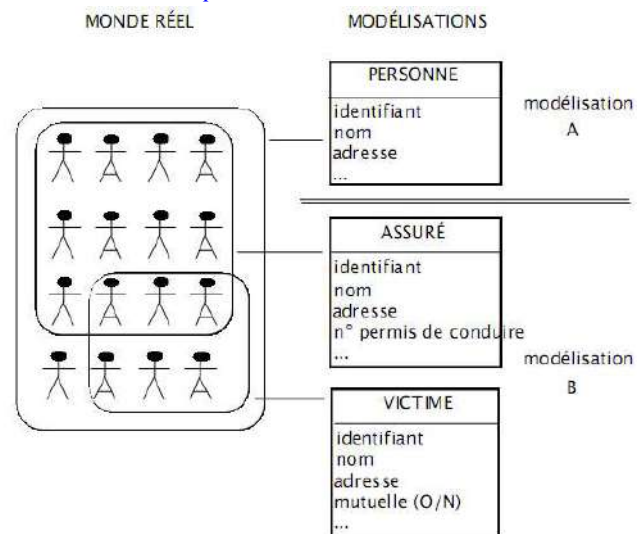 MONDE RÉEL
MODÉLISATIONS
PERSONNE
identifiant
nom
adresse
...
modélisation
A
ASSURÉ
identifiant
nom
adresse
n° permis de conduire
...
modélisation
B
VICTIME
identifiant
nom
adresse
mutuelle (O/N)
...